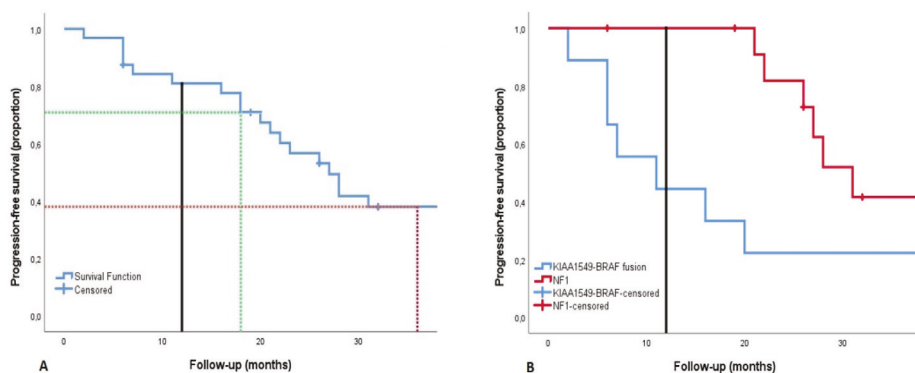 1,0
0,8
0,6
0,4
0,2
0,0
Progression-free survival (proportion)
Survival Function
Censored
0
10
20
30
Follow-up (months)
A
1,0
0,8
0,6
0,4
0,2
0,0
Progression-free survival (proportion)
KIAA1549-BRAF fusion
NF1
KIAA1549-BRAF-censored
NF1-censored
0
10
20
30
Follow-up (months)
B